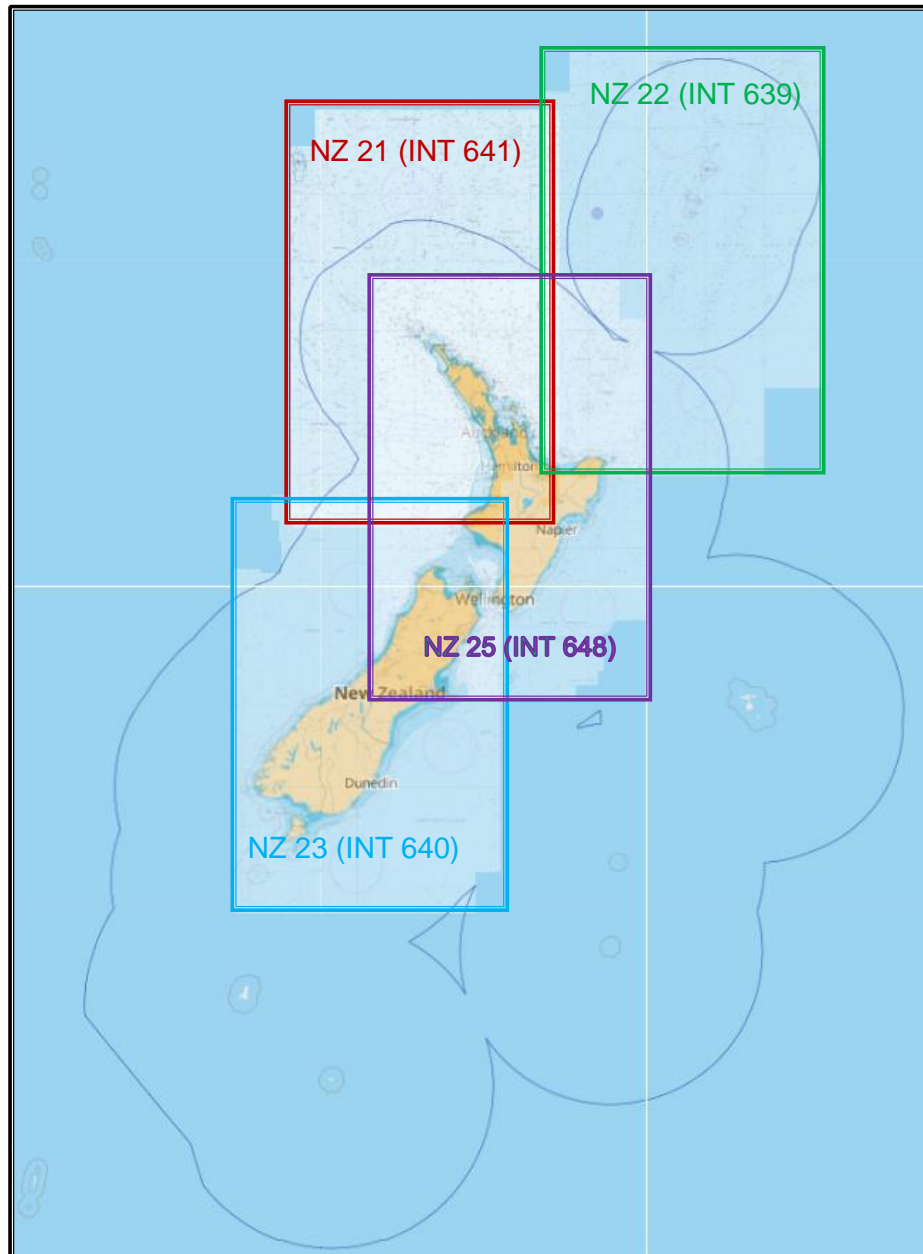 NZ 22 (INT 639)
NZ 21 (INT 641)
Auckland
Hamilton
Napier
Wellington
NZ 25 (INT 648)
New Zealand
Dunedin
NZ 23 (INT 640)